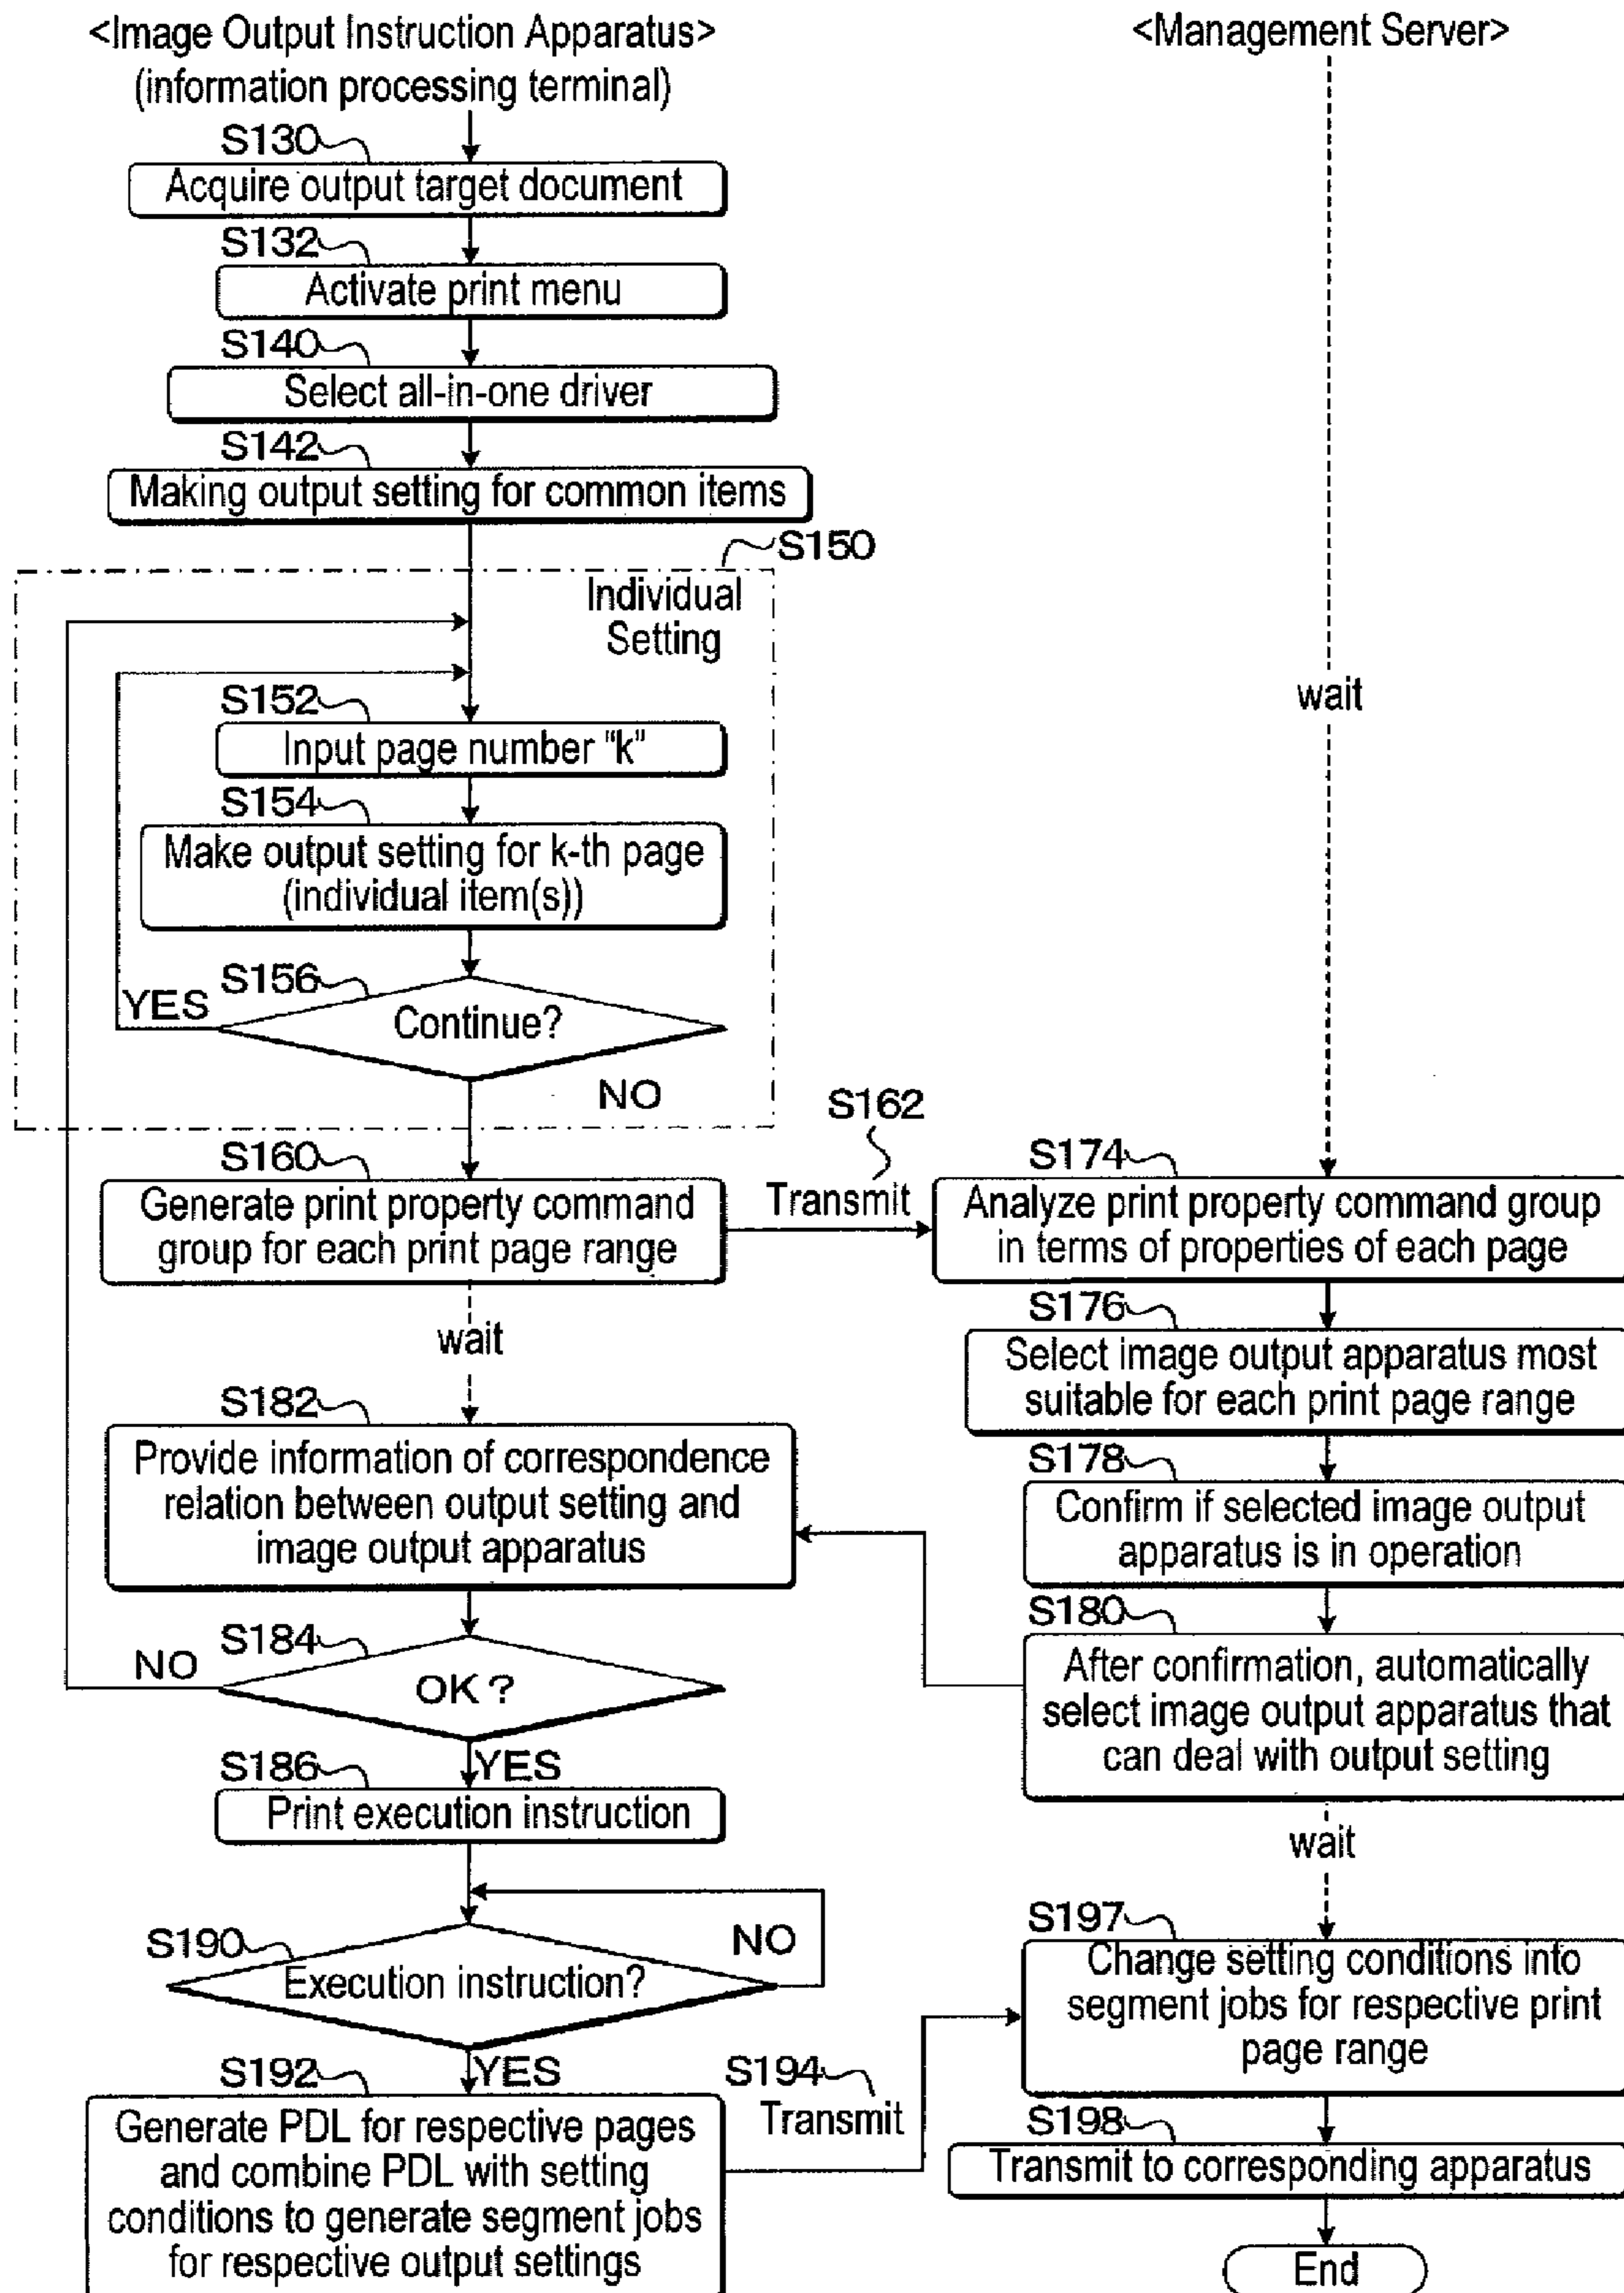 <Image Output Instruction Apparatus>
(information processing terminal)
<Management Server>
S130
Acquire output target document
S132
Activate print menu
S140
Select all-in-one driver
S142
Making output setting for common items
S150
Individual
Setting
wait
S152
Input page number "k"
S154
Make output setting for k-th page
(individual item(s))
S156
YES
Continue?
NO
S160
Generate print property command
group for each print page range
S162
Transmit
S174
Analyze print property command group
in terms of properties of each page
wait
S176
Select image output apparatus most
suitable for each print page range
S178
Confirm if selected image output
apparatus is in operation
S180
After confirmation, automatically
select image output apparatus that
can deal with output setting
S182
Provide information of correspondence
relation between output setting and
image output apparatus
S184
NO
OK ?
YES
S186
Print execution instruction
wait
S190
NO
Execution instruction?
YES
S192
Generate PDL for respective pages
and combine PDL with setting
conditions to generate segment jobs
for respective output settings
S194
Transmit
S197
Change setting conditions into
segment jobs for respective print
page range
S198
Transmit to corresponding apparatus
End